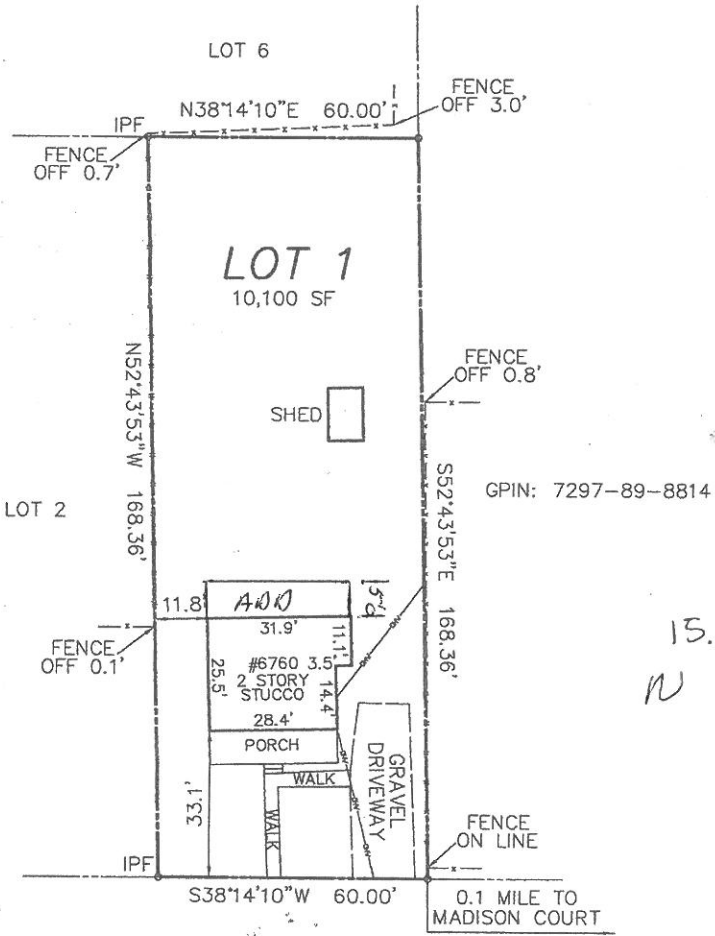 LOT 6
N38°14'10"E 60.00'
FENCE
OFF 3.0'
IPF
FENCE
OFF 0.7'
LOT 1
10,100 SF
N52°43'53"W 168.36'
FENCE
OFF 0.8'
SHED
S52°43'53"E 168.36'
GPIN: 7297-89-8814
LOT 2
11.8
ADD
31.9'
11.1'
FENCE
OFF 0.1'
15.
N
25.5'
#6760 3.5'
2 STORY
STUCCO
14.4'
28.4'
PORCH
OH
OH
OH
OH
GRAVEL
DRIVEWAY
WALK
WALK
33.1'
FENCE
ON LINE
IPF
S38°14'10"W 60.00'
0.1 MILE TO
MADISON COURT